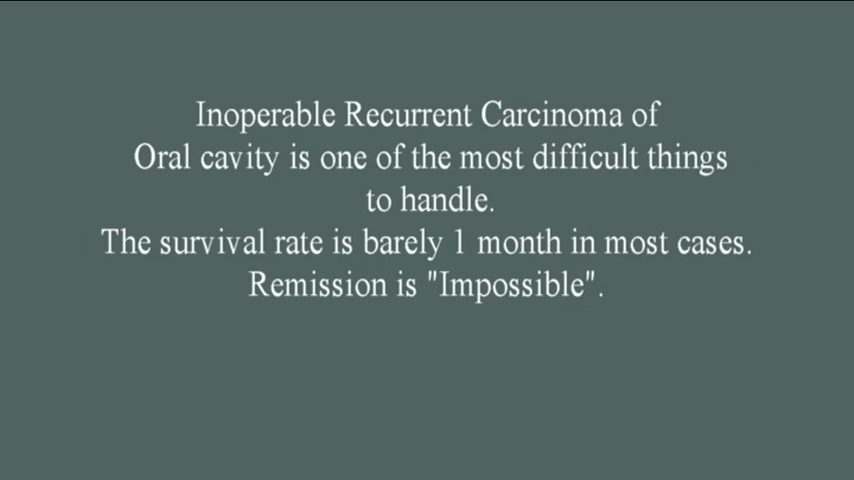 Inoperable Recurrent Carcinoma of
Oral cavity is one of the most difficult things
to handle.
The survival rate is barely 1 month in most cases.
Remission is "Impossible".